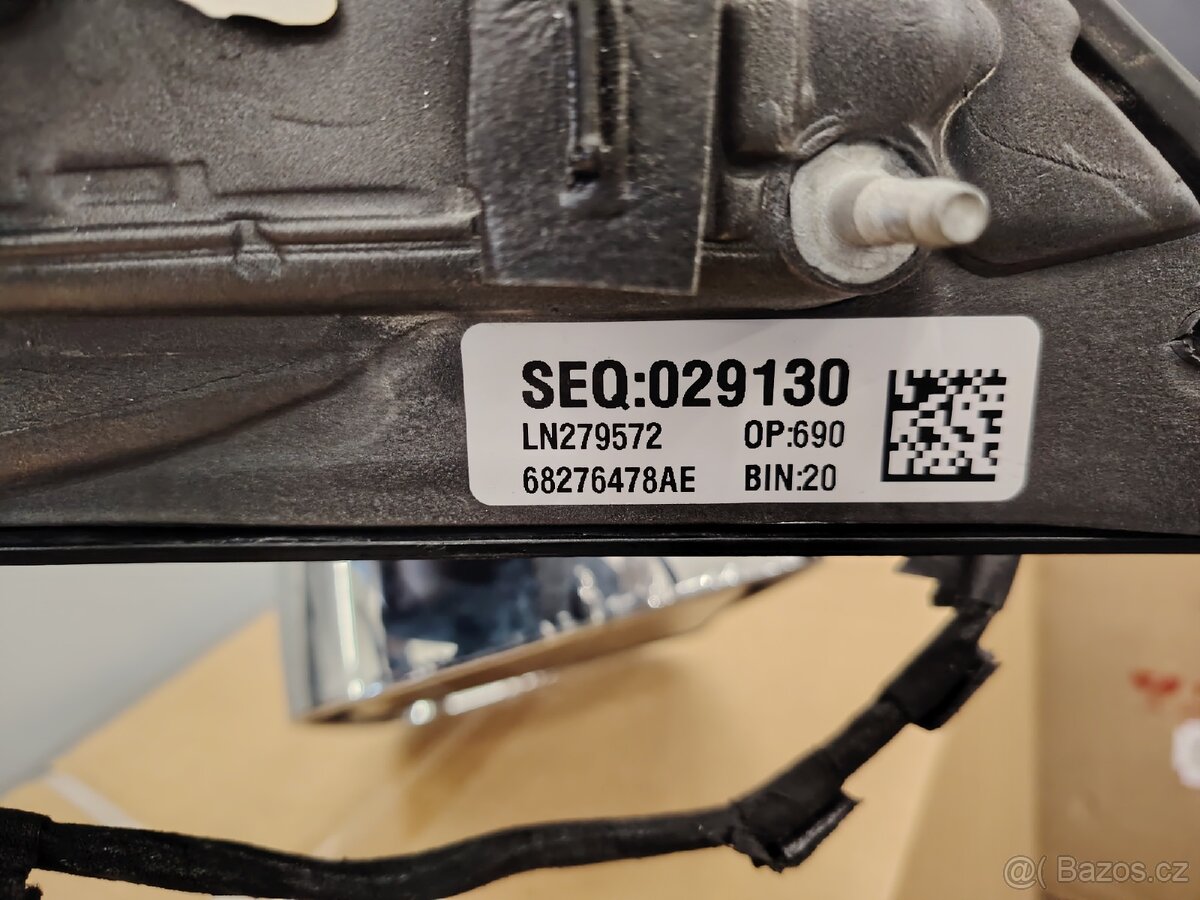 SEQ:029130
LN279572 OP:690
68276478AE BIN:20
@( Bazos.cz